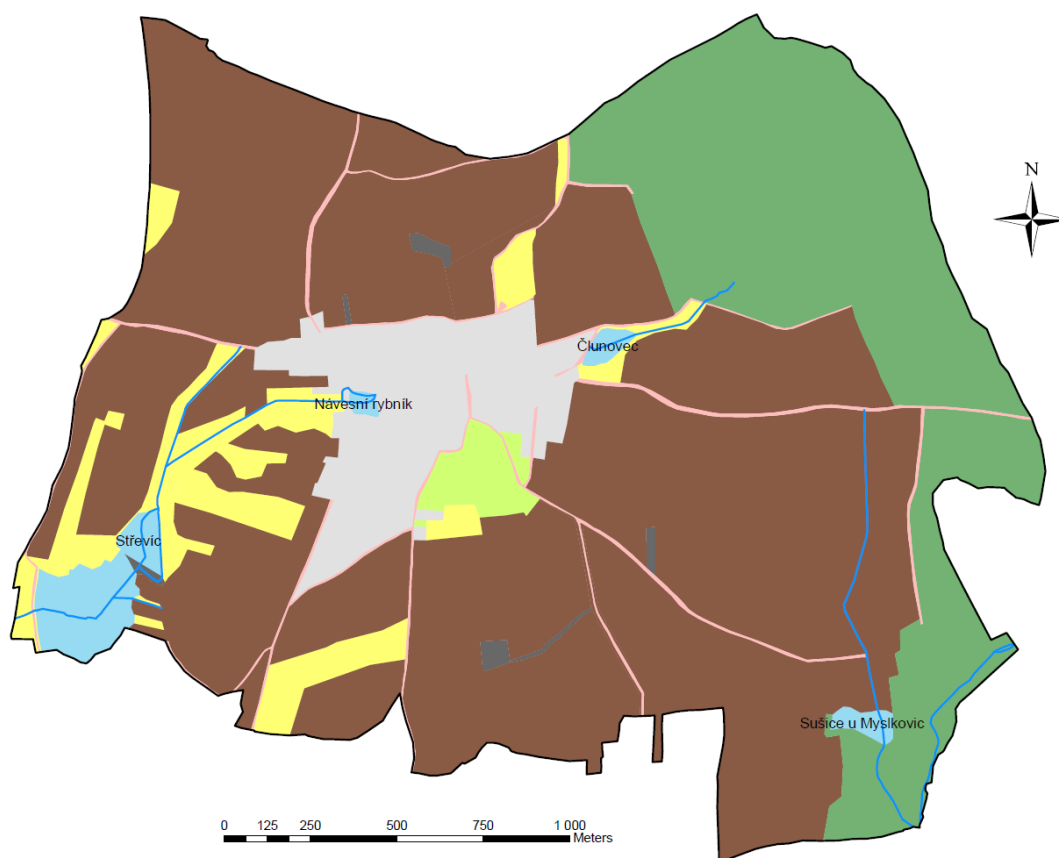 N
Člunovec
Návesní rybník
Střevíc
Sušice u Myslkovic
0 125 250 500 750 1 000
Meters